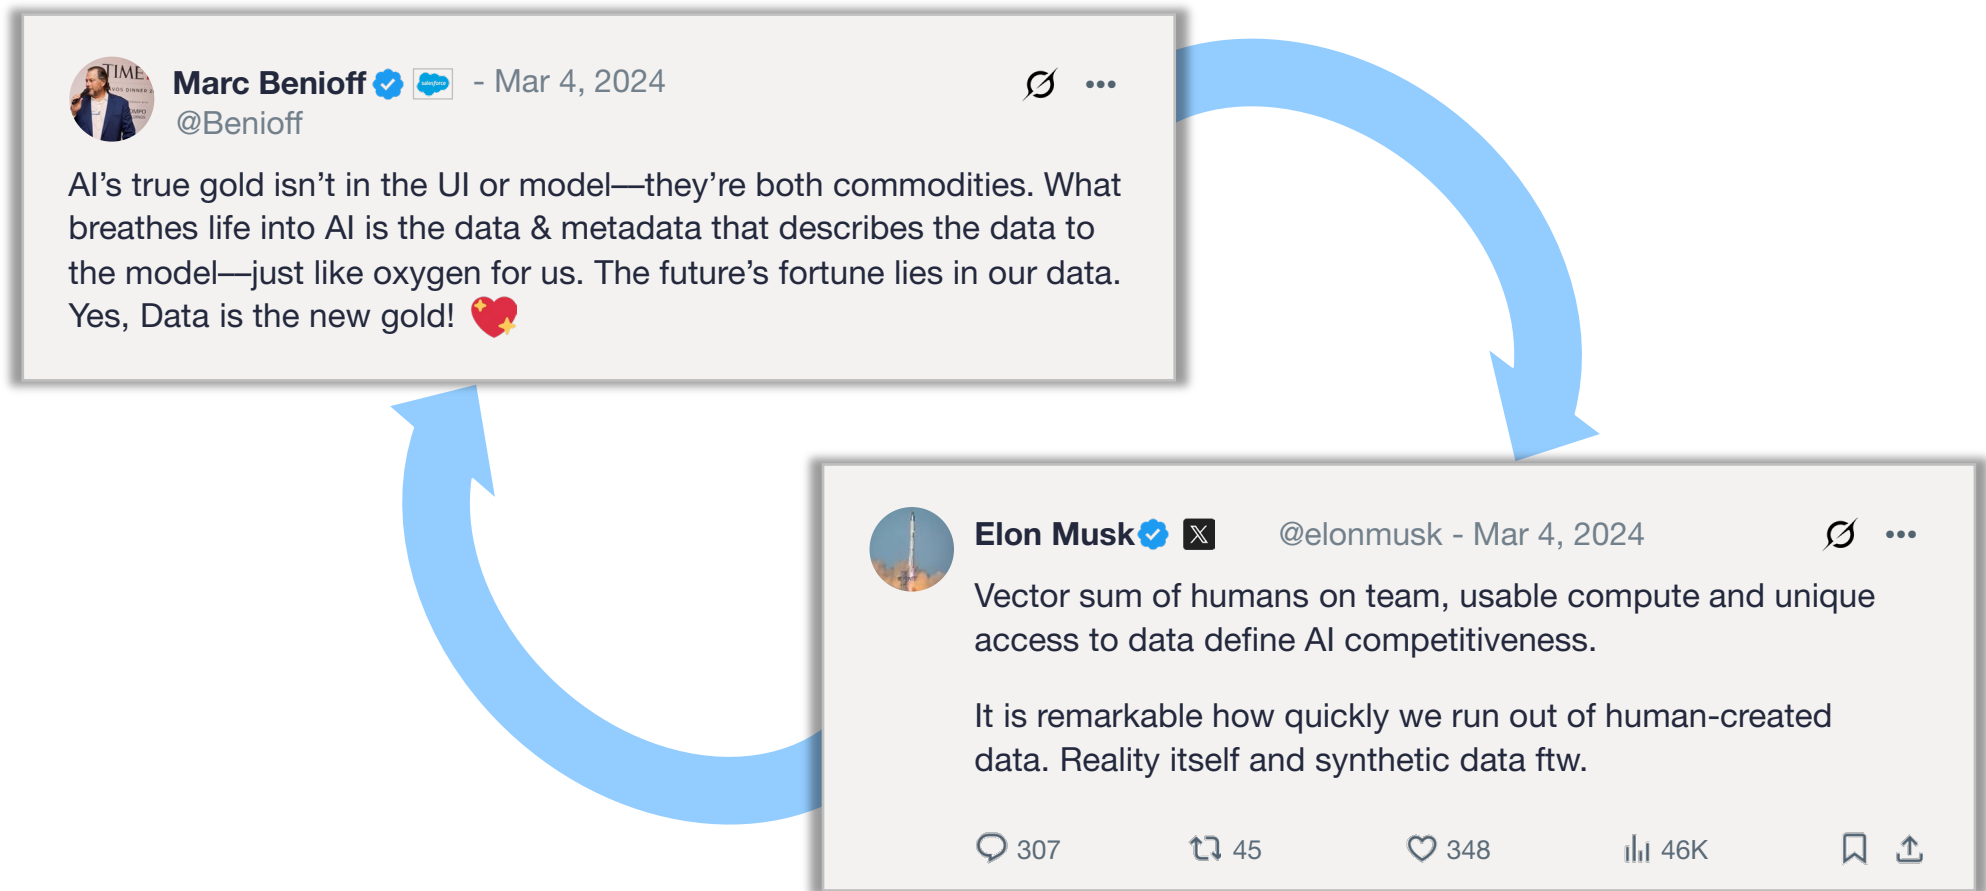 Marc Benioff - Mar 4, 2024
@Benioff
AI’s true gold isn’t in the UI or model—they’re both commodities. What
breathes life into AI is the data & metadata that describes the data to
the model—just like oxygen for us. The future’s fortune lies in our data.
Yes, Data is the new gold! 💖
Elon Musk @elonmusk - Mar 4, 2024
Vector sum of humans on team, usable compute and unique
access to data define AI competitiveness.
It is remarkable how quickly we run out of human-created
data. Reality itself and synthetic data ftw.
307 45 348 46K